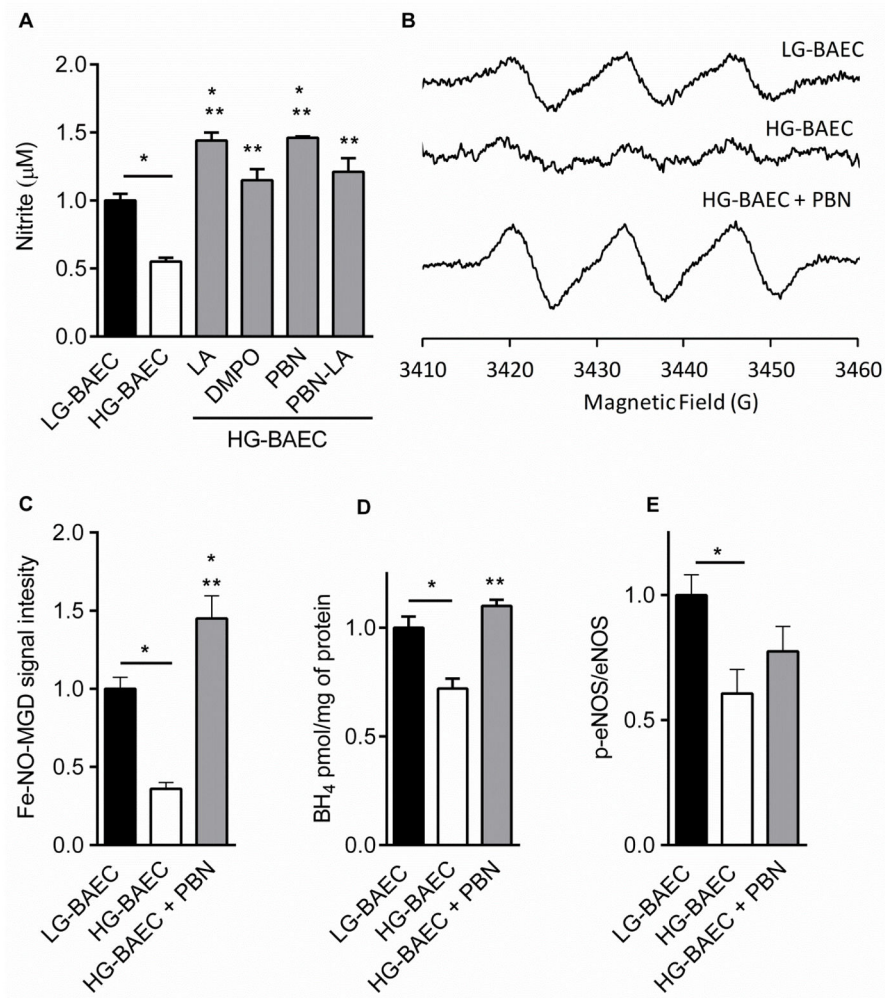 A
Nitrite (μM)
2.0
1.5
1.0
0.5
0.0
*
*
**
**
*
**
**
LG-BAEC
HG-BAEC
LA
DMPO
PBN
PBN-LA
HG-BAEC
B
LG-BAEC
HG-BAEC
HG-BAEC + PBN
3410 3420 3430 3440 3450 3460
Magnetic Field (G)
C
Fe-NO-MGD signal intesity
2.0
1.5
1.0
0.5
0.0
*
*
**
LG-BAEC
HG-BAEC
HG-BAEC + PBN
D
BH4 pmol/mg of protein
1.0
0.5
0.0
*
**
LG-BAEC
HG-BAEC
HG-BAEC + PBN
E
p-eNOS/eNOS
1.0
0.5
0.0
*
LG-BAEC
HG-BAEC
HG-BAEC + PBN